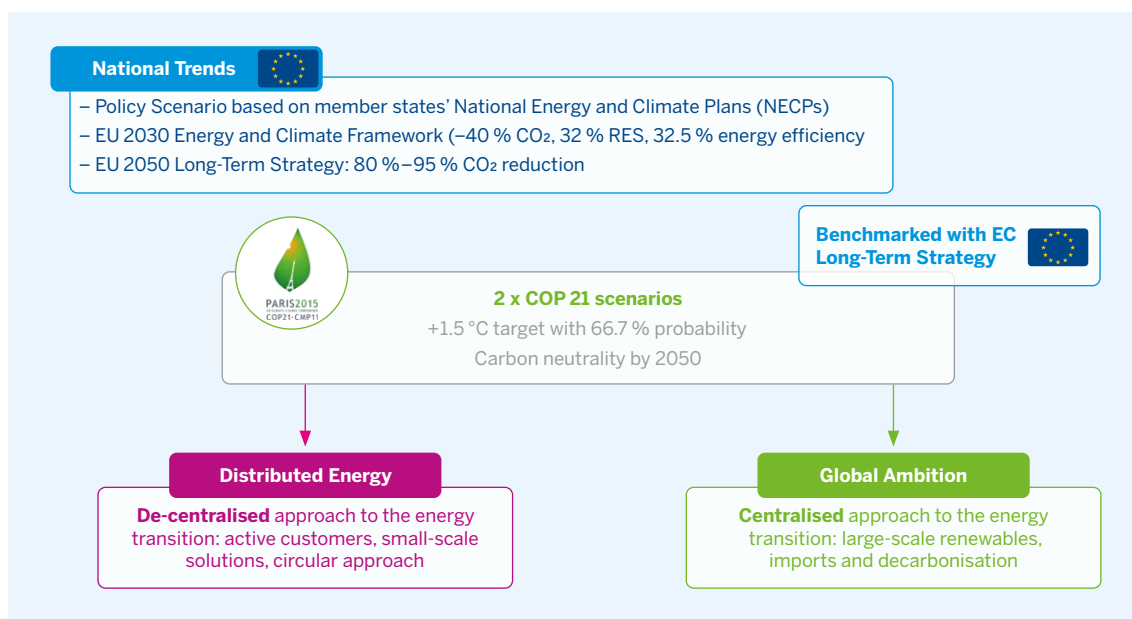 National Trends
– Policy Scenario based on member states’ National Energy and Climate Plans (NECPs)
– EU 2030 Energy and Climate Framework (–40 % CO₂, 32 % RES, 32.5 % energy efficiency
– EU 2050 Long-Term Strategy: 80 %–95 % CO₂ reduction
Benchmarked with EC
Long-Term Strategy
PARIS2015
COP21·CMP11
2 x COP 21 scenarios
+1.5 °C target with 66.7 % probability
Carbon neutrality by 2050
Distributed Energy
De-centralised approach to the energy
transition: active customers, small-scale
solutions, circular approach
Global Ambition
Centralised approach to the energy
transition: large-scale renewables,
imports and decarbonisation